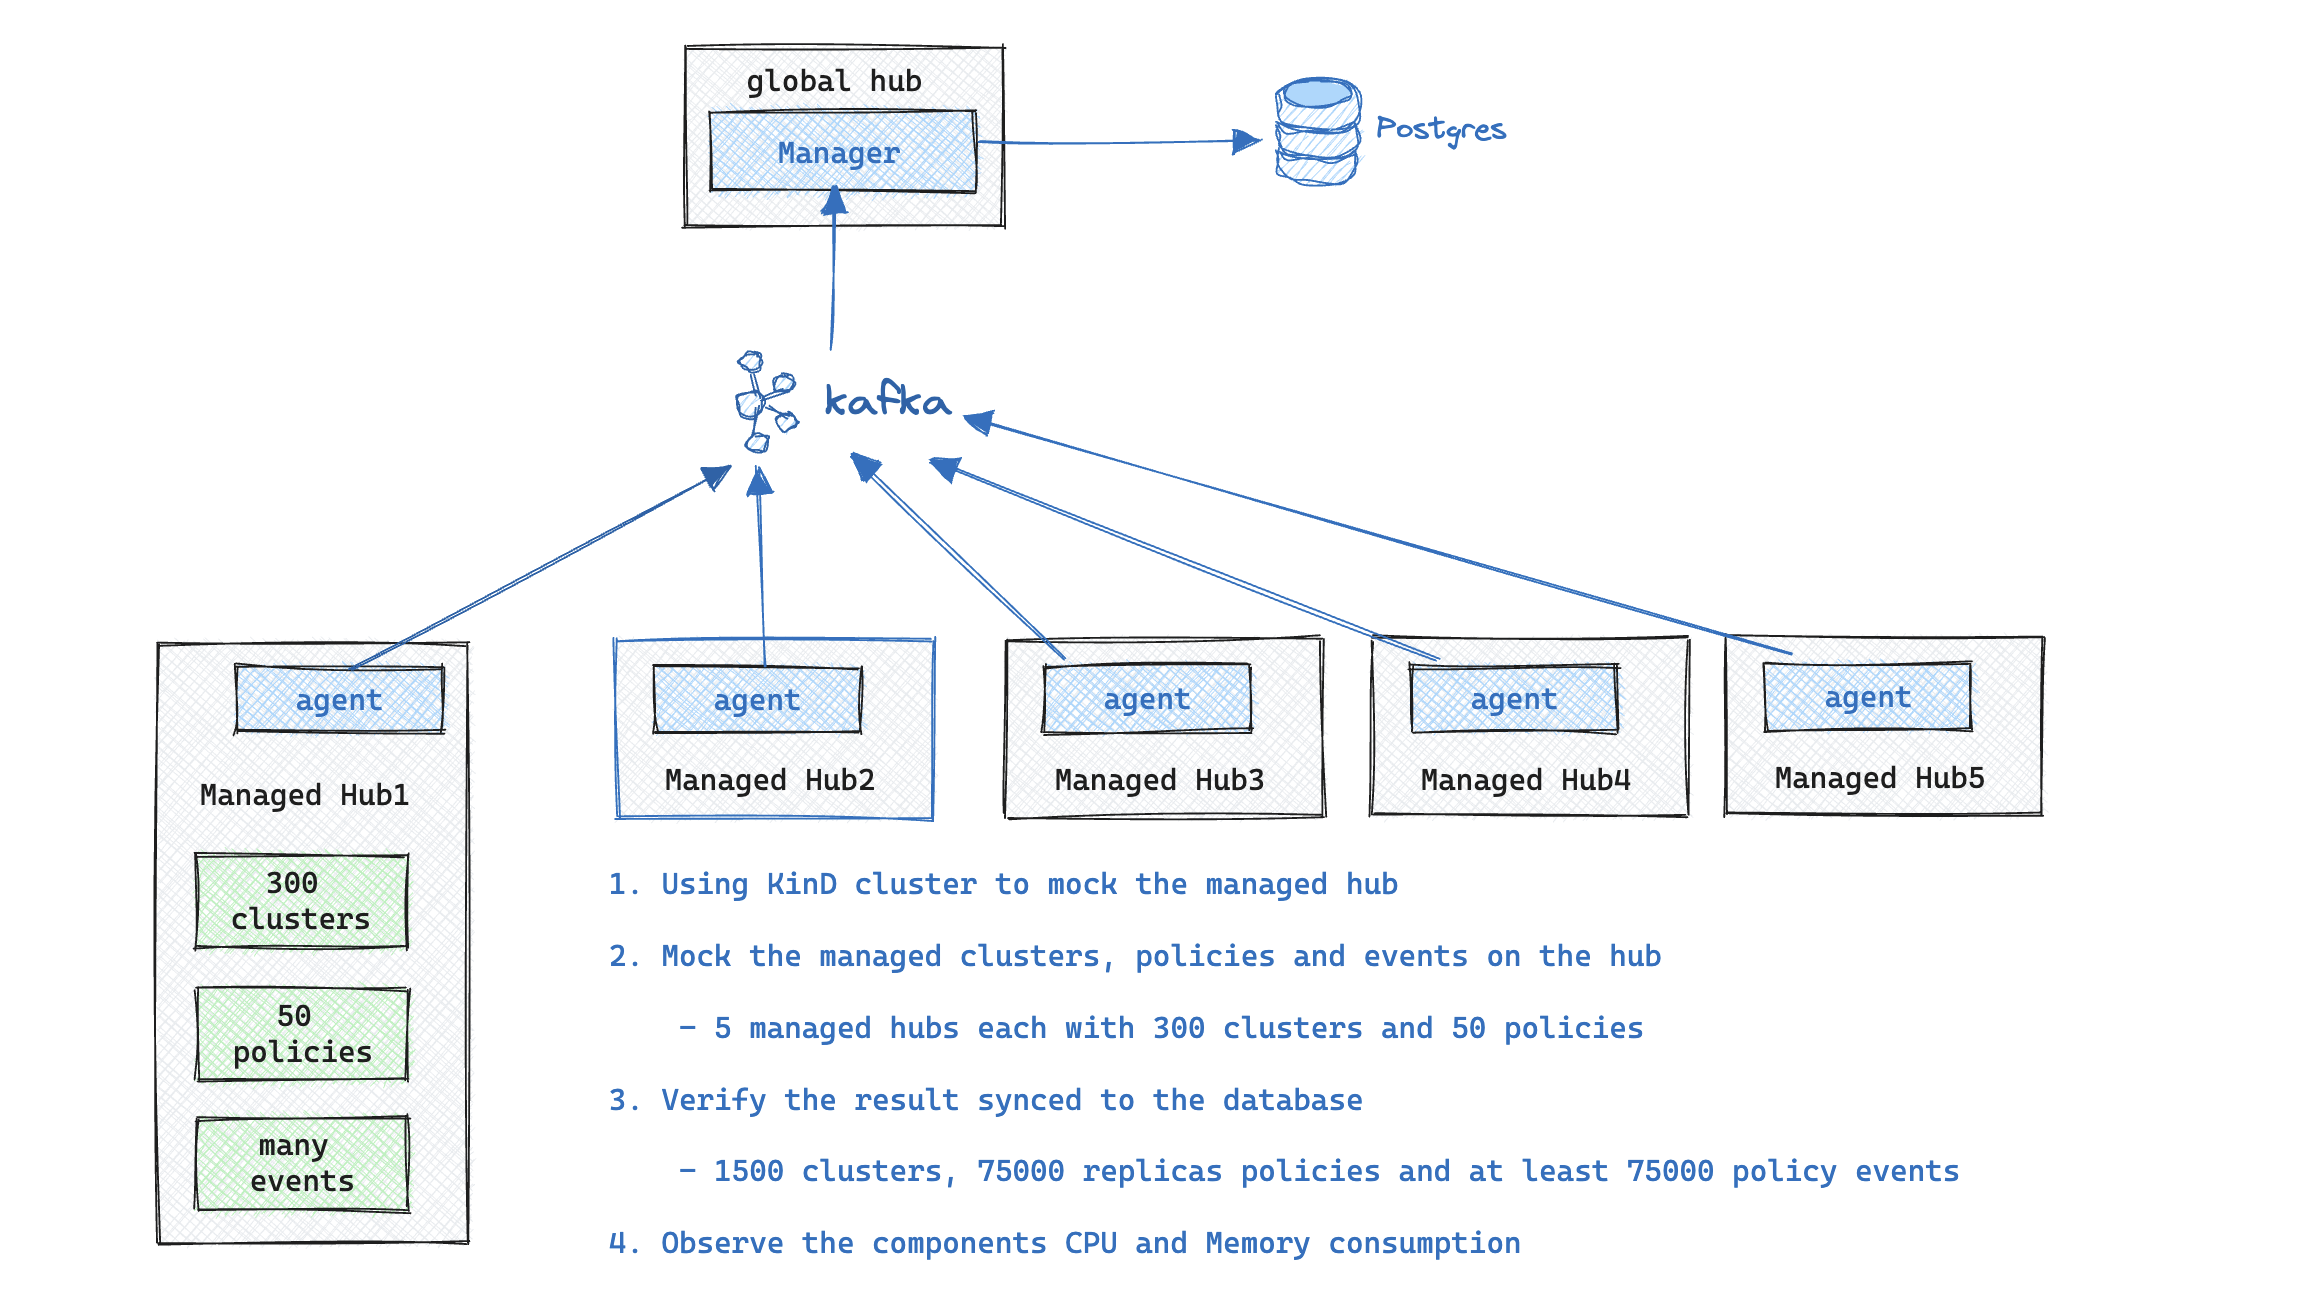 global hub
Manager
Postgres
kafka
agent
Managed Hub1
300
clusters
50
policies
many
events
agent
Managed Hub2
agent
Managed Hub3
agent
Managed Hub4
agent
Managed Hub5
1. Using KinD cluster to mock the managed hub
2. Mock the managed clusters, policies and events on the hub
- 5 managed hubs each with 300 clusters and 50 policies
3. Verify the result synced to the database
- 1500 clusters, 75000 replicas policies and at least 75000 policy events
4. Observe the components CPU and Memory consumption